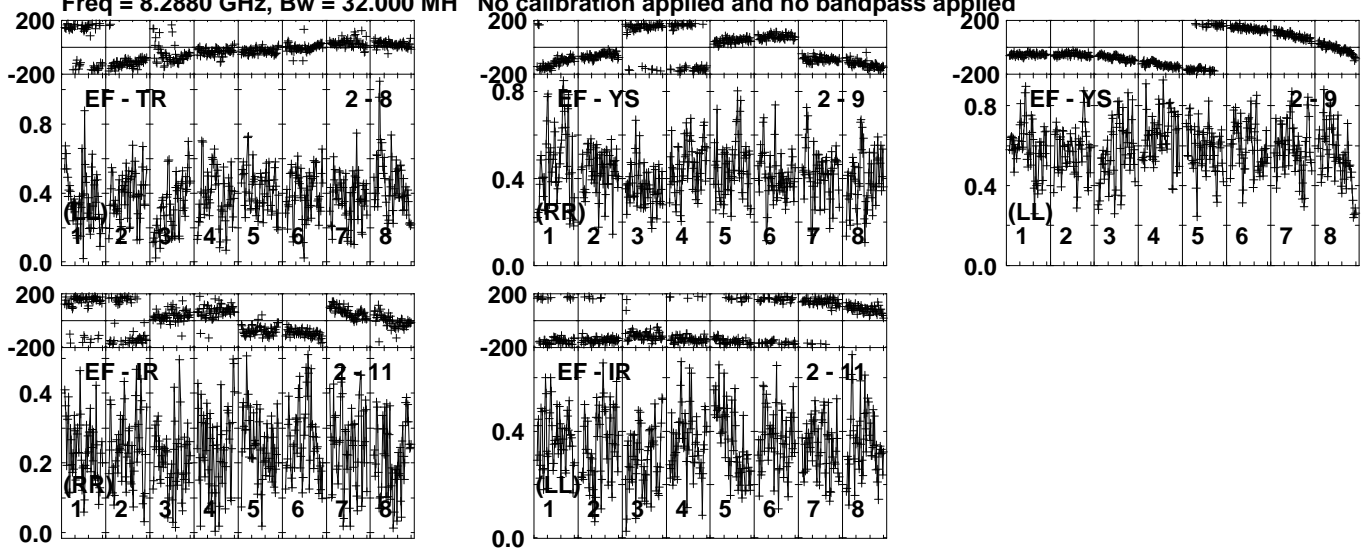 Freq = 8.2880 GHz, Bw = 32.000 MH No calibration applied and no bandpass applied
200
-200
EF - TR 2 - 8
0.8
0.4
(LL)
1 2 3 4 5 6 7 8
0.0
200
-200
0.8
EF - YS 2 - 9
0.4
(RR)
1 2 3 4 5 6 7 8
0.0
200
-200
EF - YS 2 - 9
0.8
0.4
(LL)
1 2 3 4 5 6 7 8
0.0
200
-200
EF - IR 2 - 11
0.4
0.2
(RR)
1 2 3 4 5 6 7 8
0.0
200
-200
EF - IR 2 - 11
0.4
(LL)
1 2 3 4 5 6 7 8
0.0